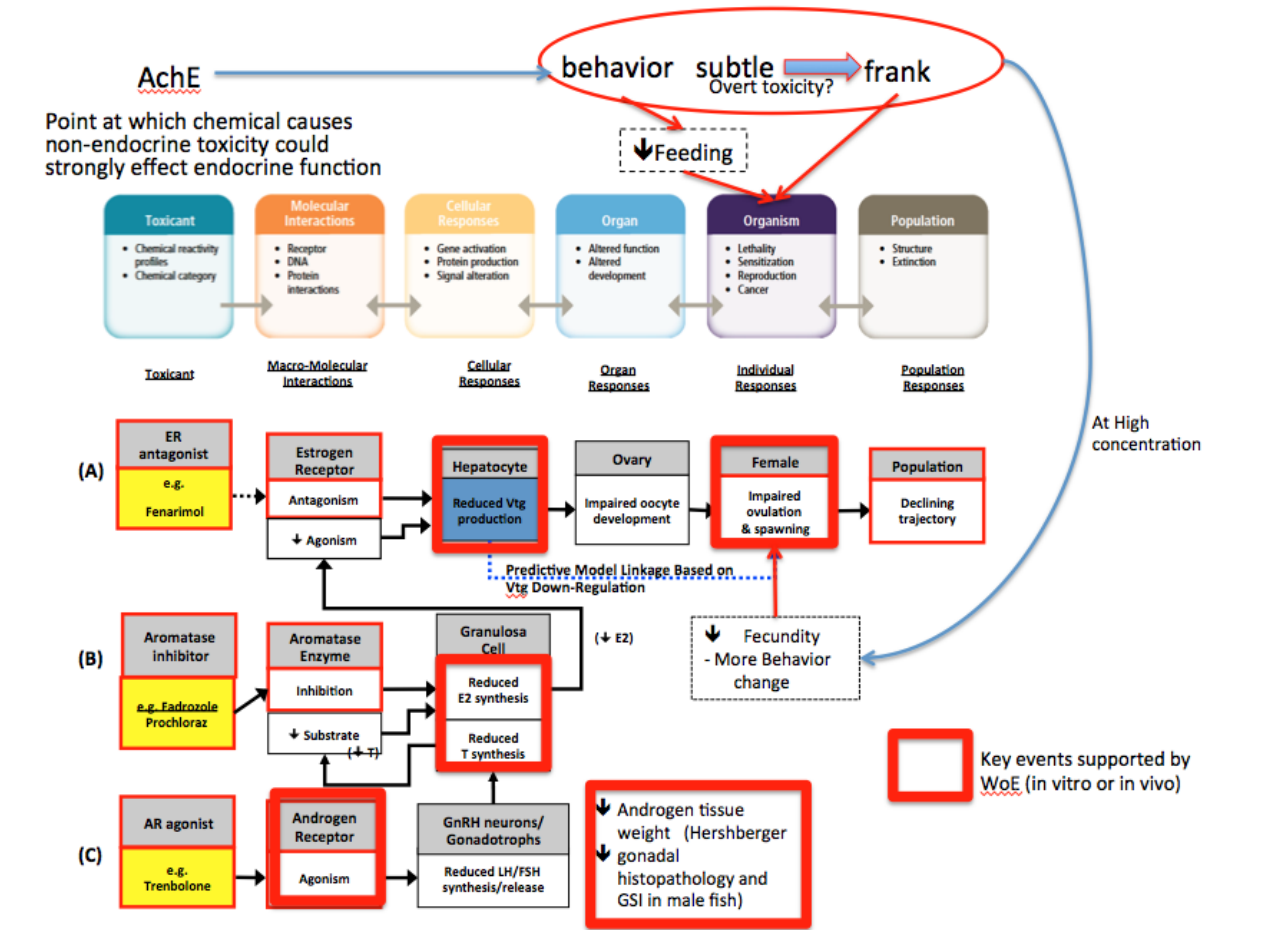 AchE
behavior subtle frank
Overt toxicity?
Point at which chemical causes
non-endocrine toxicity could
strongly effect endocrine function
Feeding
Toxicant
• Chemical reactivity
profiles
• Chemical category
Molecular
Interactions
• Receptor
• DNA
• Protein
interactions
Cellular
Responses
• Gene activation
• Protein production
• Signal alteration
Organ
• Altered function
• Altered
development
Organism
• Lethality
• Sensitization
• Reproduction
• Cancer
Population
• Structure
• Extinction
Toxicant
Macro-Molecular
Interactions
Cellular
Responses
Organ
Responses
Individual
Responses
Population
Responses
At High
concentration
(A)
ER
antagonist
e.g.
Fenarimol
Estrogen
Receptor
Antagonism
Agonism
Hepatocyte
Reduced Vtg
production
Ovary
Impaired oocyte
development
Female
Impaired
ovulation
& spawning
Population
Declining
trajectory
Predictive Model Linkage Based on
Vtg Down-Regulation
(B)
Aromatase
inhibitor
e.g. Fadrozole
Prochloraz
Aromatase
Enzyme
Inhibition
Substrate
(↓ T)
Granulosa
Cell
Reduced
E2 synthesis
Reduced
T synthesis
(↓ E2)
Fecundity
- More Behavior
change
Key events supported by
WoE (in vitro or in vivo)
(C)
AR agonist
e.g.
Trenbolone
Androgen
Receptor
Agonism
GnRH neurons/
Gonadotrophs
Reduced LH/FSH
synthesis/release
Androgen tissue
weight (Hershberger
gonadal
histopathology and
GSI in male fish)